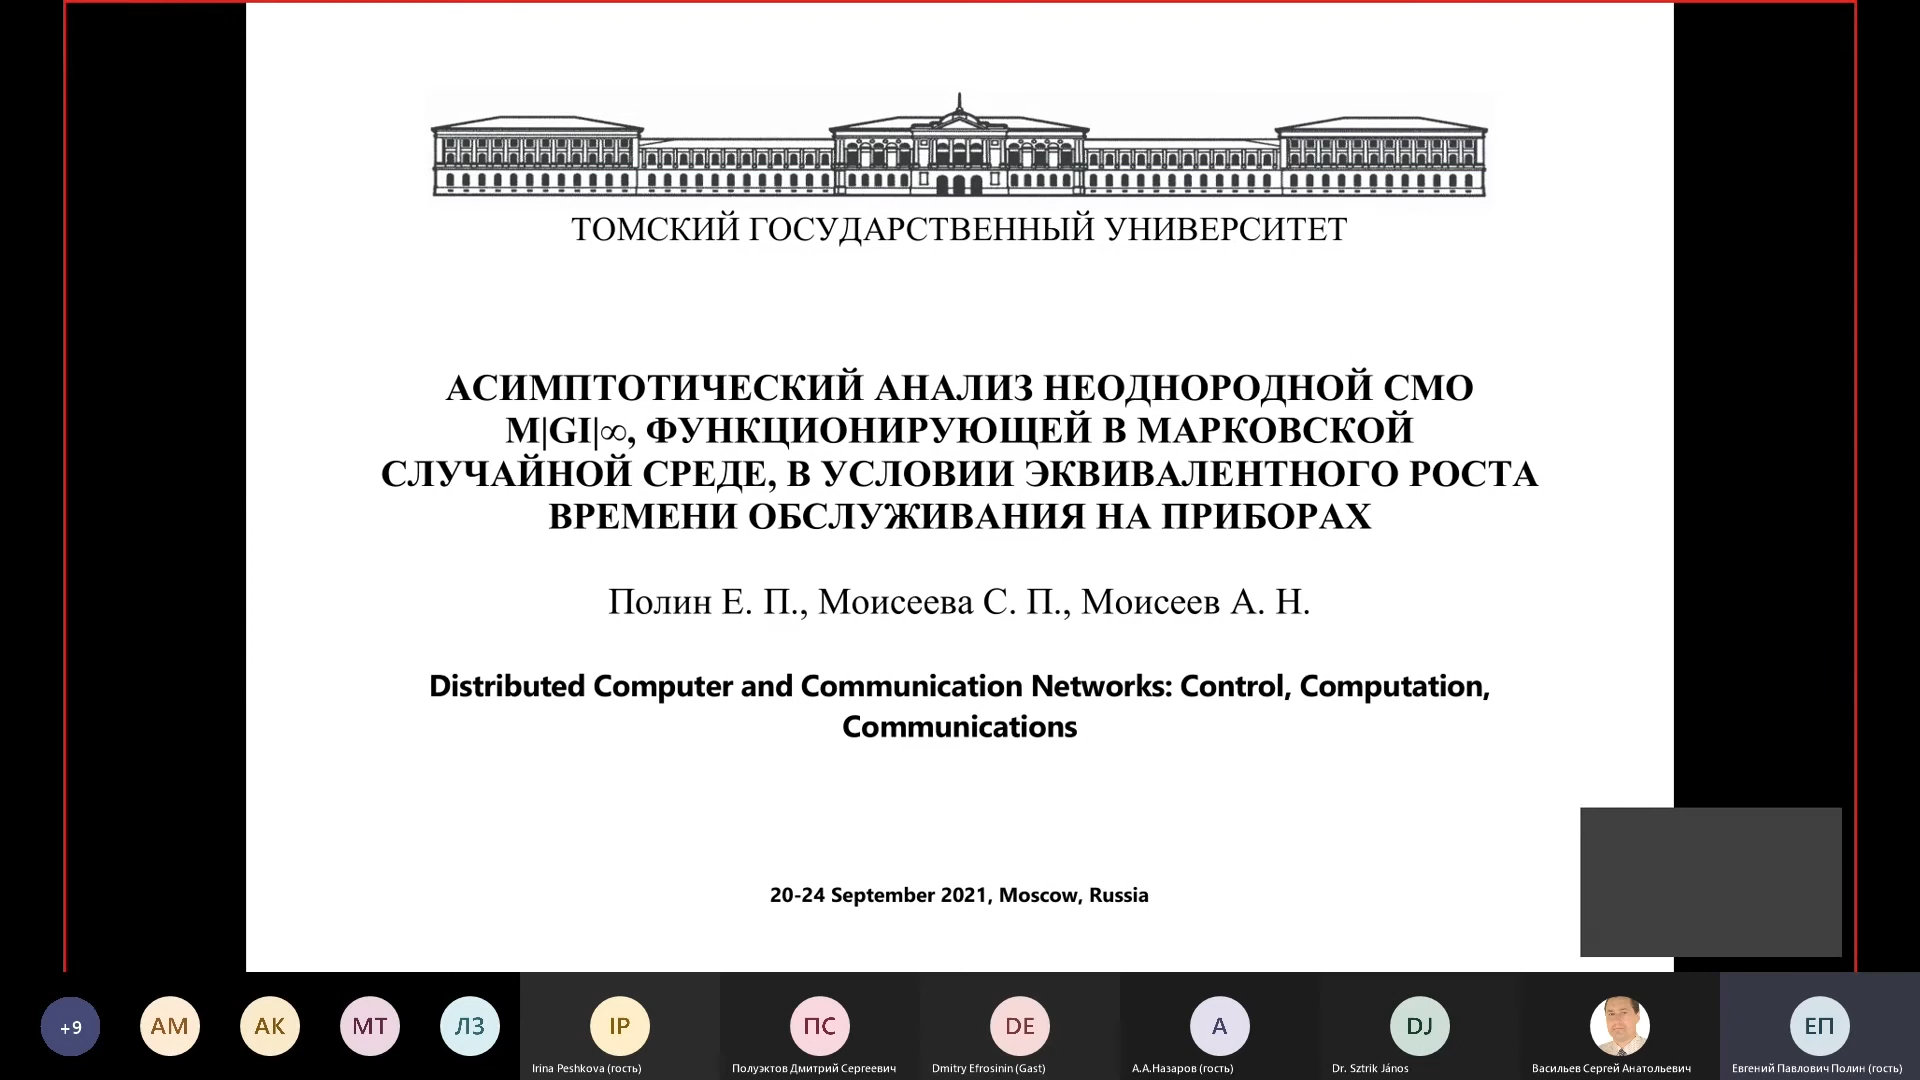 ТОМСКИЙ ГОСУДАРСТВЕННЫЙ УНИВЕРСИТЕТ
АСИМПТОТИЧЕСКИЙ АНАЛИЗ НЕОДНОРОДНОЙ СМО
M|GI|∞, ФУНКЦИОНИРУЮЩЕЙ В МАРКОВСКОЙ
СЛУЧАЙНОЙ СРЕДЕ, В УСЛОВИИ ЭКВИВАЛЕНТНОГО РОСТА
ВРЕМЕНИ ОБСЛУЖИВАНИЯ НА ПРИБОРАХ
Полин Е. П., Моисеева С. П., Моисеев А. Н.
Distributed Computer and Communication Networks: Control, Computation,
Communications
20-24 September 2021, Moscow, Russia
+9
АМ
АК
МТ
ЛЗ
IP
ПС
DE
А
DJ
ЕП
Irina Peshkova (гость)
Полуэктов Дмитрий Сергеевич
Dmitry Efrosinin (Gast)
А.А.Назаров (гость)
Dr. Sztrik János
Васильев Сергей Анатольевич
Евгений Павлович Полин (гость)